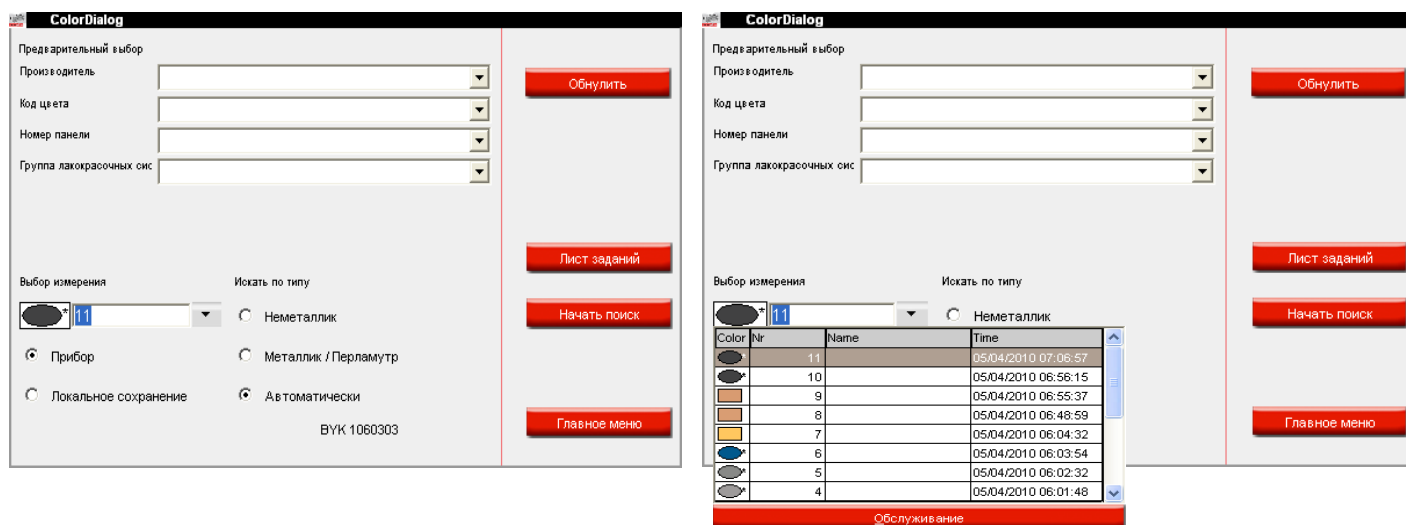 ColorDialog
Предварительный выбор
Производитель
Обнулить
Код цвета
Номер панели
Группа лакокрасочных сис
Лист заданий
Выбор измерения Искать по типу
* 11 Неметаллик Начать поиск
Прибор Металлик / Перламутр
Локальное сохранение Автоматически
Главное меню
BYK 1060303
ColorDialog
Предварительный выбор
Производитель
Обнулить
Код цвета
Номер панели
Группа лакокрасочных сис
Лист заданий
Выбор измерения Искать по типу
* 11 Неметаллик Начать поиск
Color Nr Name Time
* 11 05/04/2010 07:06:57
* 10 05/04/2010 06:56:15
9 05/04/2010 06:55:37
8 05/04/2010 06:48:59
Главное меню
7 05/04/2010 06:04:32
* 6 05/04/2010 06:03:54
* 5 05/04/2010 06:02:32
* 4 05/04/2010 06:01:48
Обслуживание